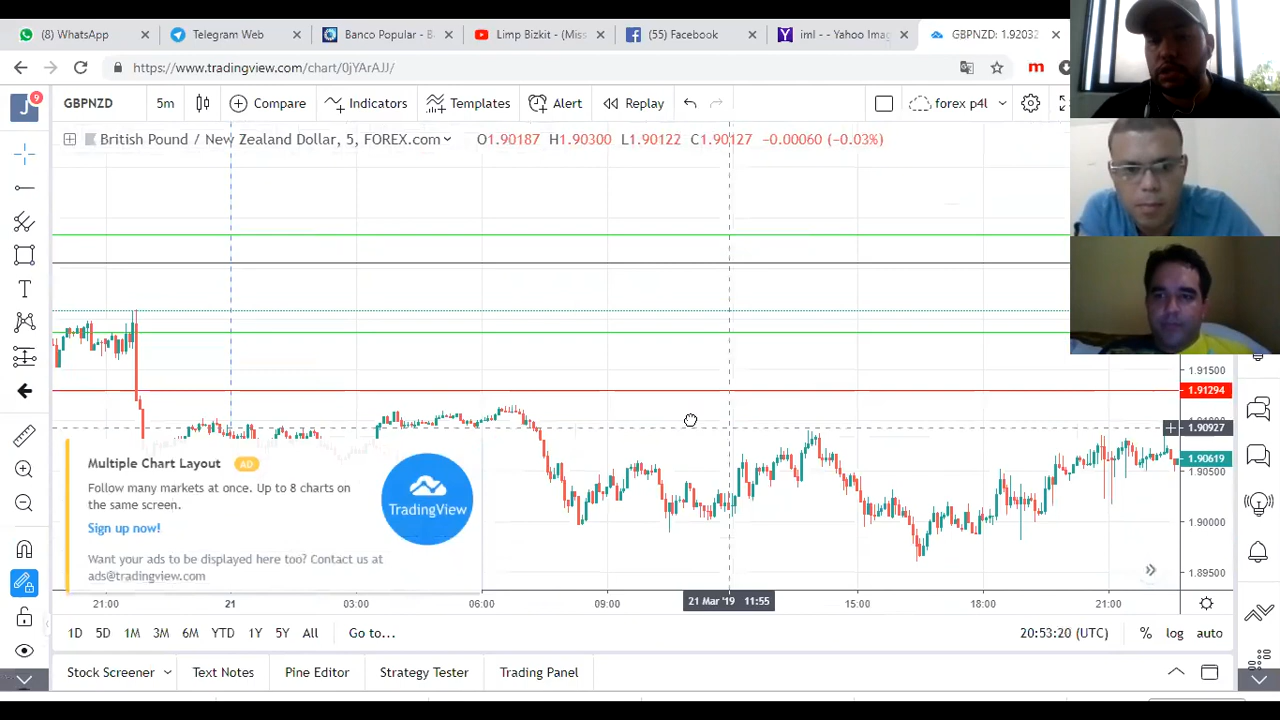 (8) WhatsApp
Telegram Web
Banco Popular - B
Limp Bizkit - (Miss
(55) Facebook
iml - - Yahoo Imag
GBPNZD: 1.92032
https://www.tradingview.com/chart/0jYArAJJ/
m
J
9
GBPNZD
5m
Compare
Indicators
Templates
Alert
Replay
forex p4l
British Pound / New Zealand Dollar, 5, FOREX.com
O1.90187 H1.90300 L1.90122 C1.90127 -0.00060 (-0.03%)
1.91500
1.91294
1.90927
1.90619
1.90500
1.90000
1.89500
Multiple Chart Layout
AD
Follow many markets at once. Up to 8 charts on
the same screen.
Sign up now!
Want your ads to be displayed here too? Contact us at
ads@tradingview.com
TradingView
T
21:00
21
03:00
06:00
09:00
21 Mar '19 11:55
15:00
18:00
21:00
1D
5D
1M
3M
6M
YTD
1Y
5Y
All
Go to...
20:53:20 (UTC)
%
log
auto
Stock Screener
Text Notes
Pine Editor
Strategy Tester
Trading Panel